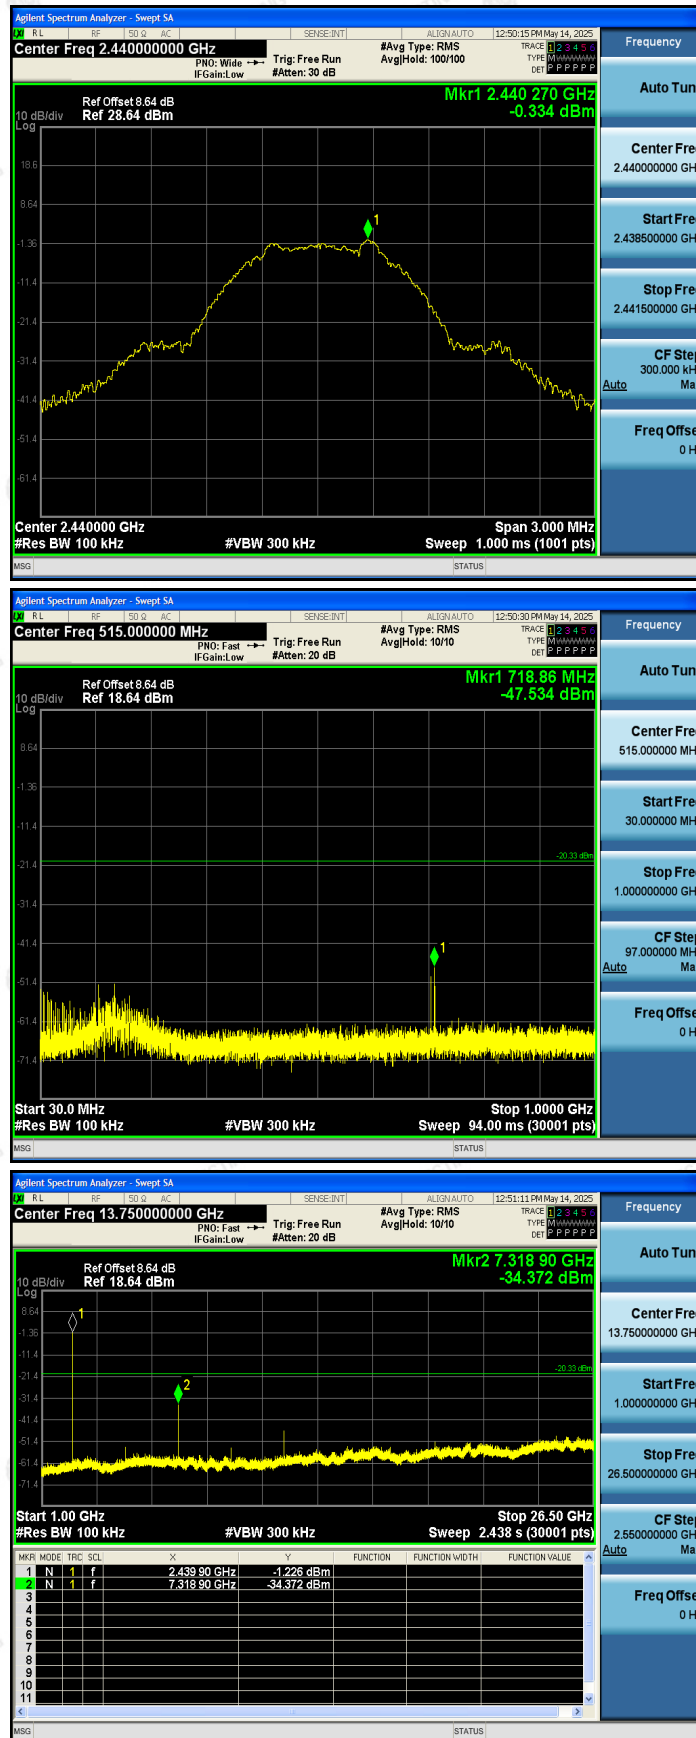 Agilent Spectrum Analyzer - Swept SA
LXI RL RF 50 Ω AC SENSE:INT ALIGNAUTO 12:50:15 PM May 14, 2025
Center Freq 2.440000000 GHz #Avg Type: RMS TRACE 1 2 3 4 5 6
PNO: Wide Trig: Free Run Avg|Hold: 100/100 TYPE M
IFGain:Low #Atten: 30 dB DET P P P P P P
Frequency
Mkr1 2.440 270 GHz
-0.334 dBm
Ref Offset 8.64 dB
10 dB/div Ref 28.64 dBm
Log
18.6
8.64
-1.36
-11.4
-21.4
-31.4
-41.4
-51.4
-61.4
1
Center 2.440000 GHz Span 3.000 MHz
#Res BW 100 kHz #VBW 300 kHz Sweep 1.000 ms (1001 pts)
MSG STATUS
Auto Tun
Center Fre
2.440000000 GH
Start Fre
2.438500000 GH
Stop Fre
2.441500000 GH
CF Step
300.000 kH
Auto Ma
Freq Offse
0 H
Agilent Spectrum Analyzer - Swept SA
LXI RL RF 50 Ω AC SENSE:INT ALIGNAUTO 12:50:30 PM May 14, 2025
Center Freq 515.000000 MHz #Avg Type: RMS TRACE 1 2 3 4 5 6
PNO: Fast Trig: Free Run Avg|Hold: 10/10 TYPE M
IFGain:Low #Atten: 20 dB DET P P P P P P
Frequency
Mkr1 718.86 MHz
-47.534 dBm
Ref Offset 8.64 dB
10 dB/div Ref 18.64 dBm
Log
8.64
-1.36
-11.4
-21.4
-31.4
-41.4
-51.4
-61.4
-71.4
-20.33 dBm
1
Start 30.0 MHz Stop 1.0000 GHz
#Res BW 100 kHz #VBW 300 kHz Sweep 94.00 ms (30001 pts)
MSG STATUS
Auto Tun
Center Fre
515.000000 MH
Start Fre
30.000000 MH
Stop Fre
1.000000000 GH
CF Step
97.000000 MH
Auto Ma
Freq Offse
0 H
Agilent Spectrum Analyzer - Swept SA
LXI RL RF 50 Ω AC SENSE:INT ALIGNAUTO 12:51:11 PM May 14, 2025
Center Freq 13.750000000 GHz #Avg Type: RMS TRACE 1 2 3 4 5 6
PNO: Fast Trig: Free Run Avg|Hold: 10/10 TYPE M
IFGain:Low #Atten: 20 dB DET P P P P P P
Frequency
Mkr2 7.318 90 GHz
-34.372 dBm
Ref Offset 8.64 dB
10 dB/div Ref 18.64 dBm
Log
8.64
-1.36
-11.4
-21.4
-31.4
-41.4
-51.4
-61.4
-71.4
-20.33 dBm
1
2
Start 1.00 GHz Stop 26.50 GHz
#Res BW 100 kHz #VBW 300 kHz Sweep 2.438 s (30001 pts)
MKR MODE TRC SCL X Y FUNCTION FUNCTION WIDTH FUNCTION VALUE
1 N 1 f 2.439 90 GHz -1.226 dBm
2 N 1 f 7.318 90 GHz -34.372 dBm
3
4
5
6
7
8
9
10
11
MSG STATUS
Auto Tun
Center Fre
13.750000000 GH
Start Fre
1.000000000 GH
Stop Fre
26.500000000 GH
CF Step
2.550000000 GH
Auto Ma
Freq Offse
0 H